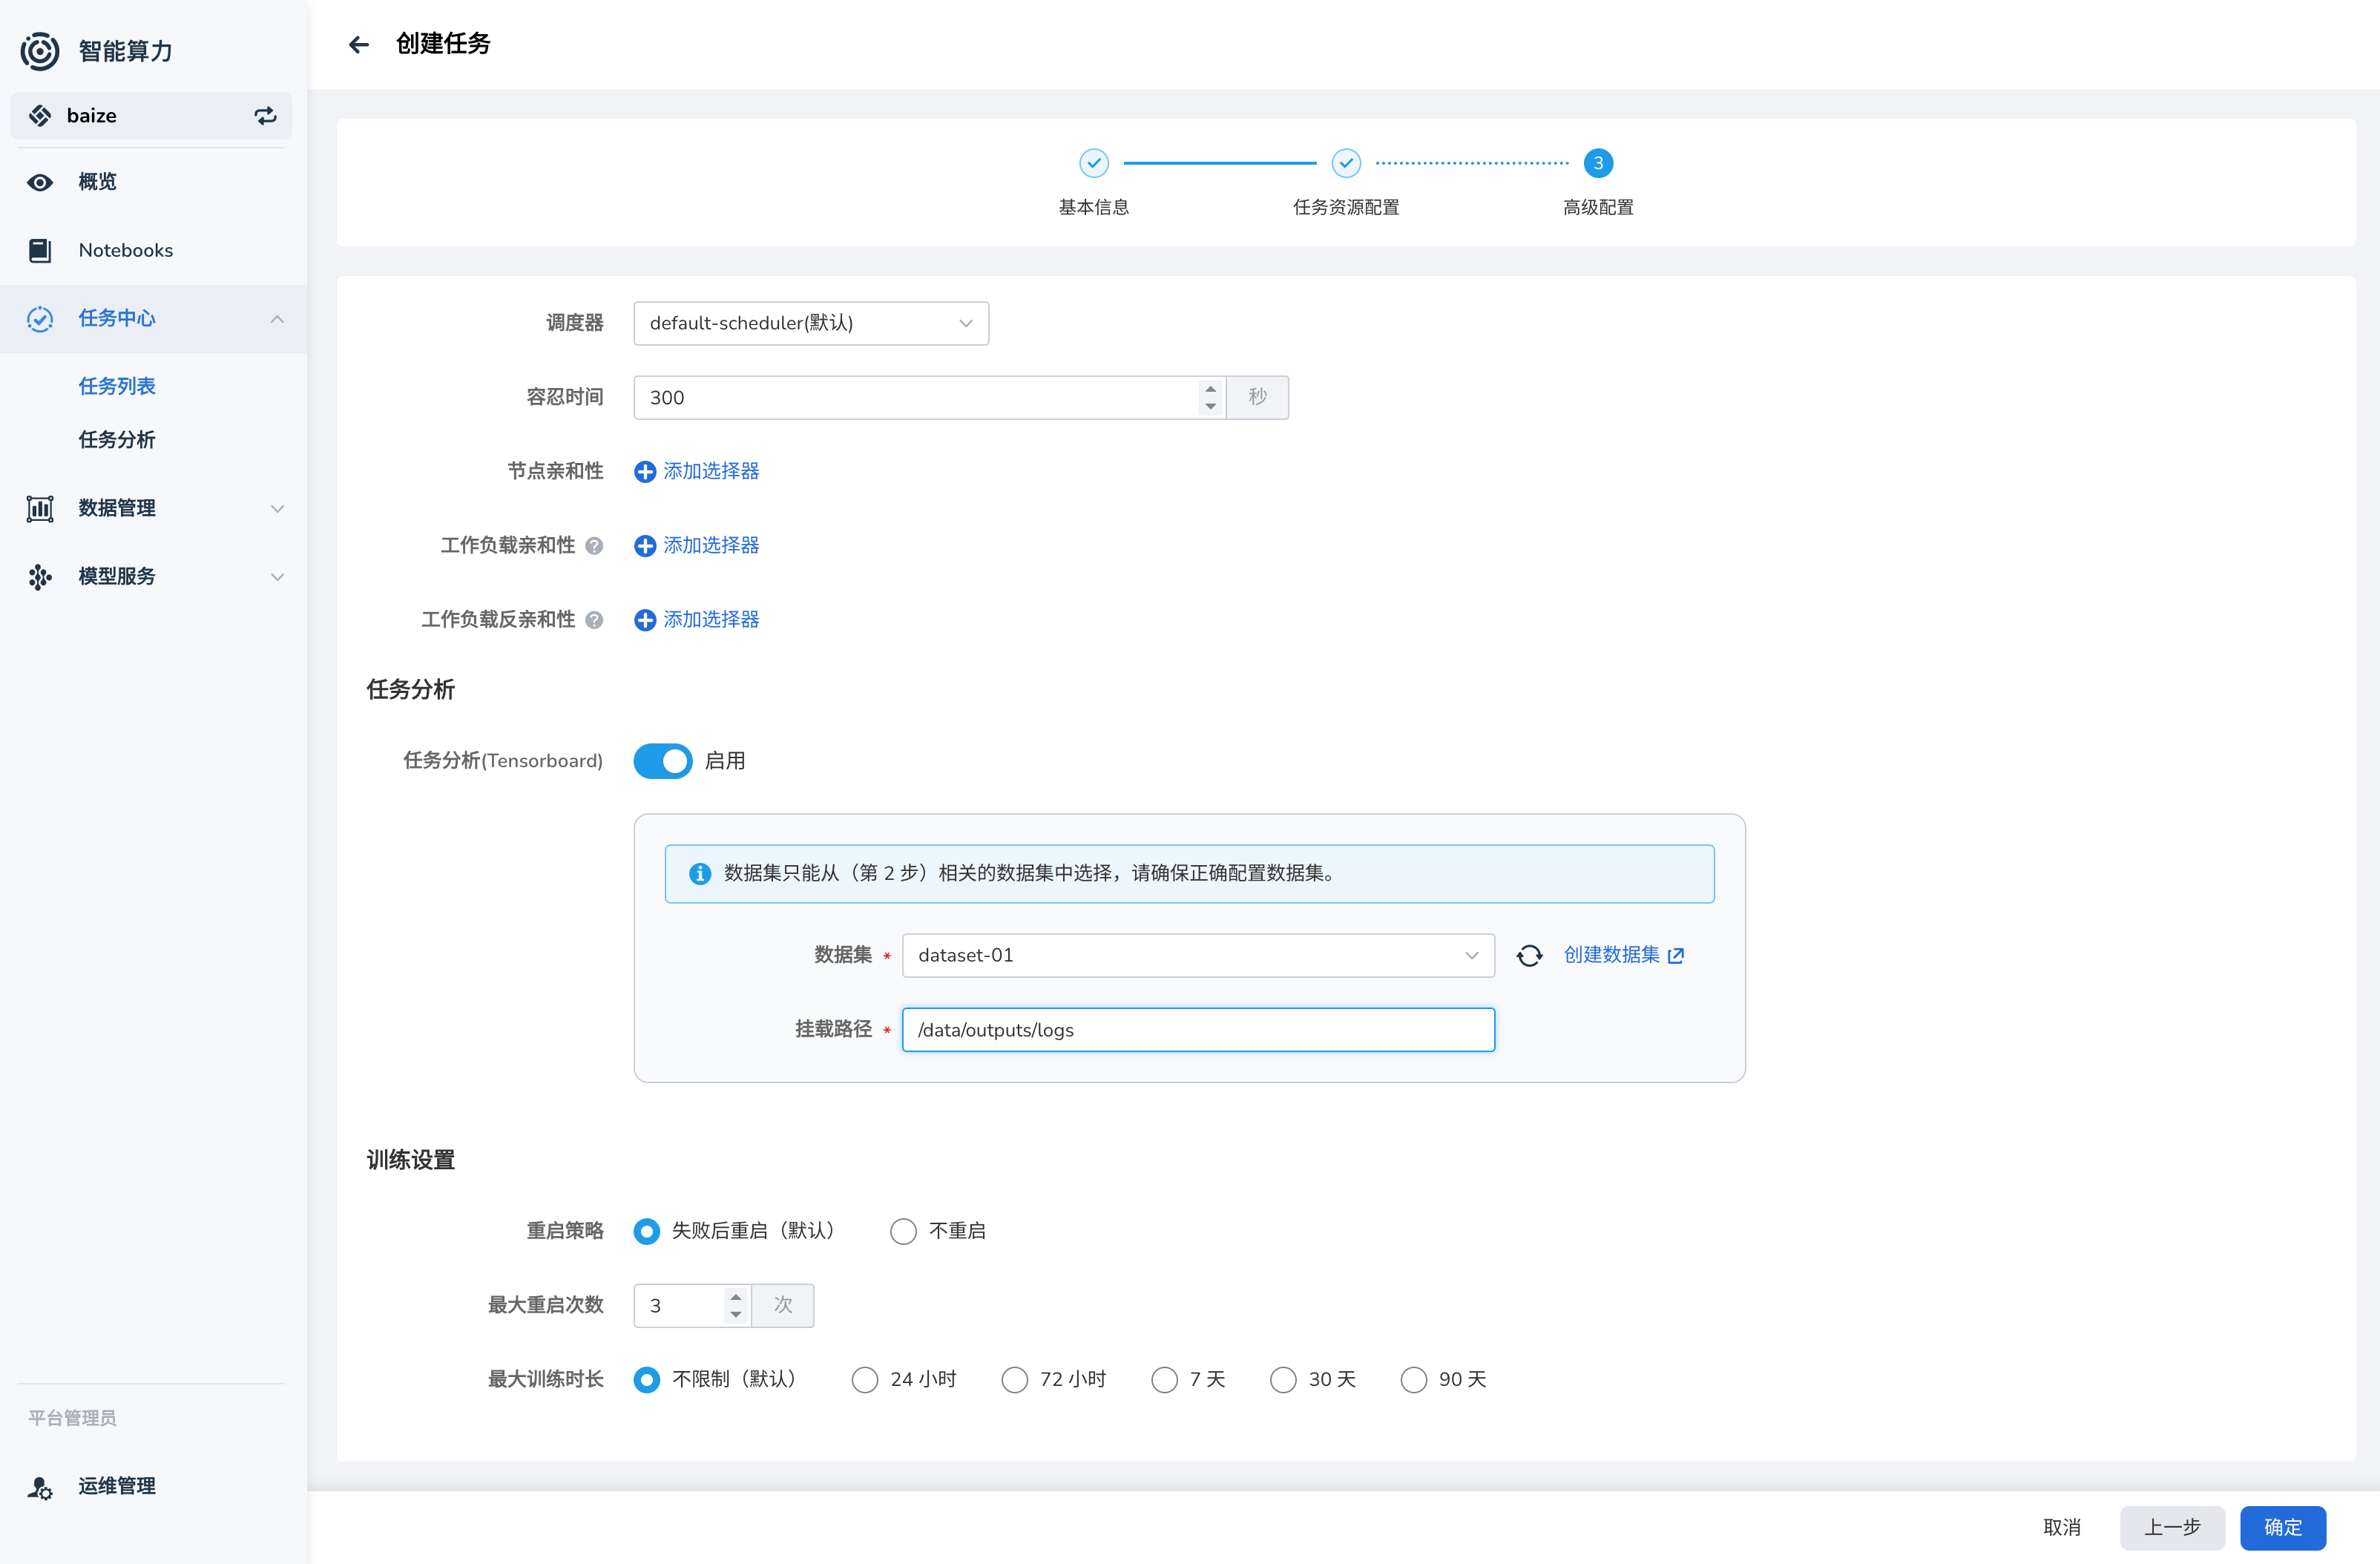 智能算力
baize
概览
Notebooks
任务中心
任务列表
任务分析
数据管理
模型服务
平台管理员
运维管理
创建任务
3
基本信息
任务资源配置
高级配置
调度器
default-scheduler(默认)
容忍时间
300
秒
节点亲和性
添加选择器
工作负载亲和性 ?
添加选择器
工作负载反亲和性 ?
添加选择器
任务分析
任务分析(Tensorboard)
启用
数据集只能从（第 2 步）相关的数据集中选择，请确保正确配置数据集。
数据集 *
dataset-01
创建数据集
挂载路径 *
/data/outputs/logs
训练设置
重启策略
失败后重启（默认）
不重启
最大重启次数
3
次
最大训练时长
不限制（默认）
24 小时
72 小时
7 天
30 天
90 天
取消
上一步
确定